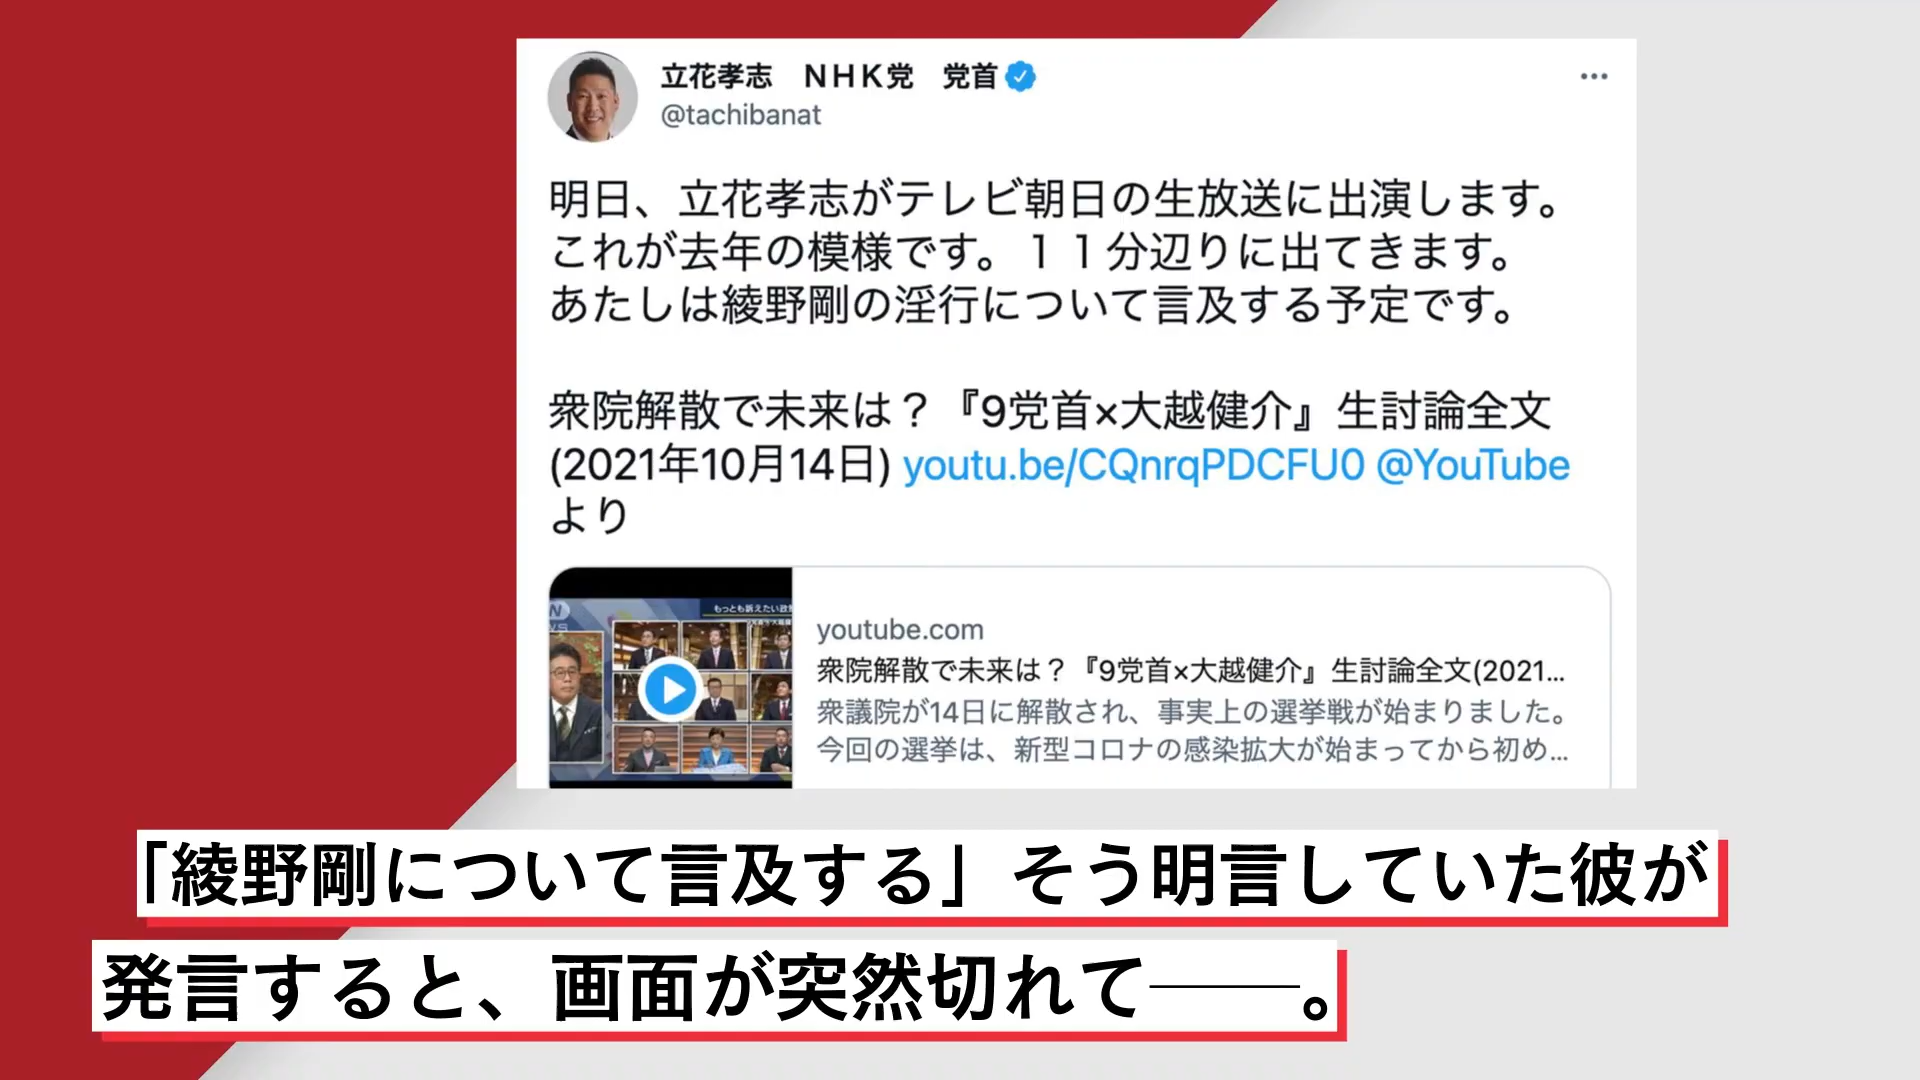 立花孝志　ＮＨＫ党　党首
@tachibanat
明日、立花孝志がテレビ朝日の生放送に出演します。
これが去年の模様です。１１分辺りに出てきます。
あたしは綾野剛の淫行について言及する予定です。
衆院解散で未来は？『9党首×大越健介』生討論全文
(2021年10月14日) youtu.be/CQnrqPDCFU0 @YouTube
より
もっとも訴えたい政
youtube.com
衆院解散で未来は？『9党首×大越健介』生討論全文(2021...
衆議院が14日に解散され、事実上の選挙戦が始まりました。
今回の選挙は、新型コロナの感染拡大が始まってから初め...
「綾野剛について言及する」そう明言していた彼が
発言すると、画面が突然切れて――。